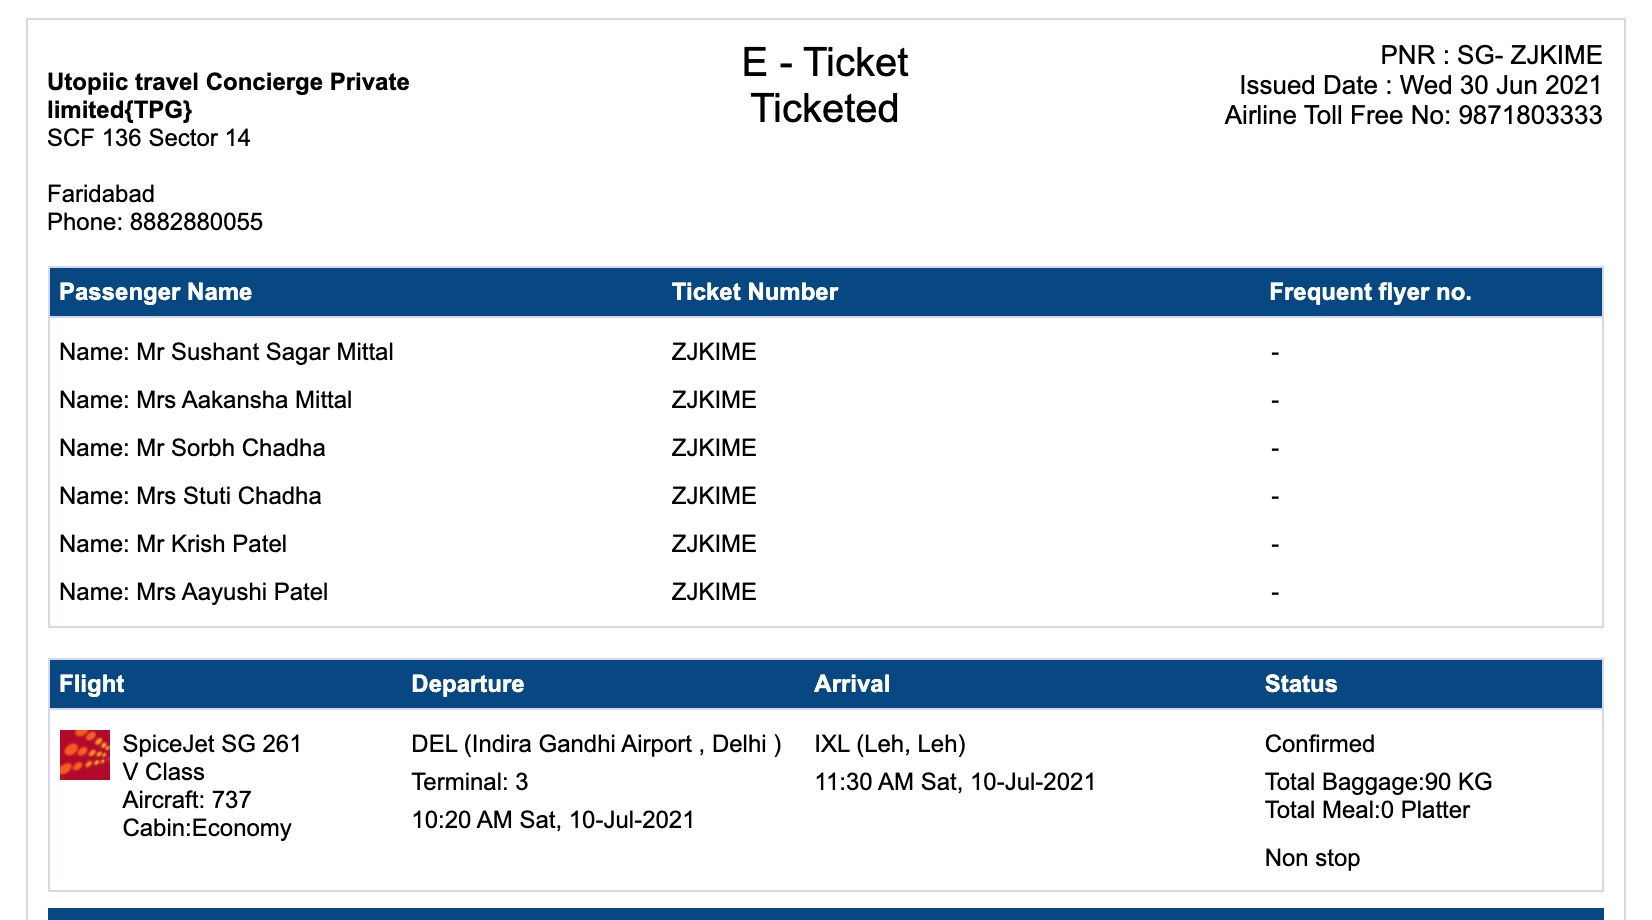 Utopiic travel Concierge Private
limited{TPG}
SCF 136 Sector 14
Faridabad
Phone: 8882880055
E - Ticket
Ticketed
PNR : SG- ZJKIME
Issued Date : Wed 30 Jun 2021
Airline Toll Free No: 9871803333
Passenger Name Ticket Number Frequent flyer no.
Name: Mr Sushant Sagar Mittal ZJKIME -
Name: Mrs Aakansha Mittal ZJKIME -
Name: Mr Sorbh Chadha ZJKIME -
Name: Mrs Stuti Chadha ZJKIME -
Name: Mr Krish Patel ZJKIME -
Name: Mrs Aayushi Patel ZJKIME -
Flight Departure Arrival Status
SpiceJet SG 261
V Class
Aircraft: 737
Cabin:Economy
DEL (Indira Gandhi Airport , Delhi )
Terminal: 3
10:20 AM Sat, 10-Jul-2021
IXL (Leh, Leh)
11:30 AM Sat, 10-Jul-2021
Confirmed
Total Baggage:90 KG
Total Meal:0 Platter
Non stop